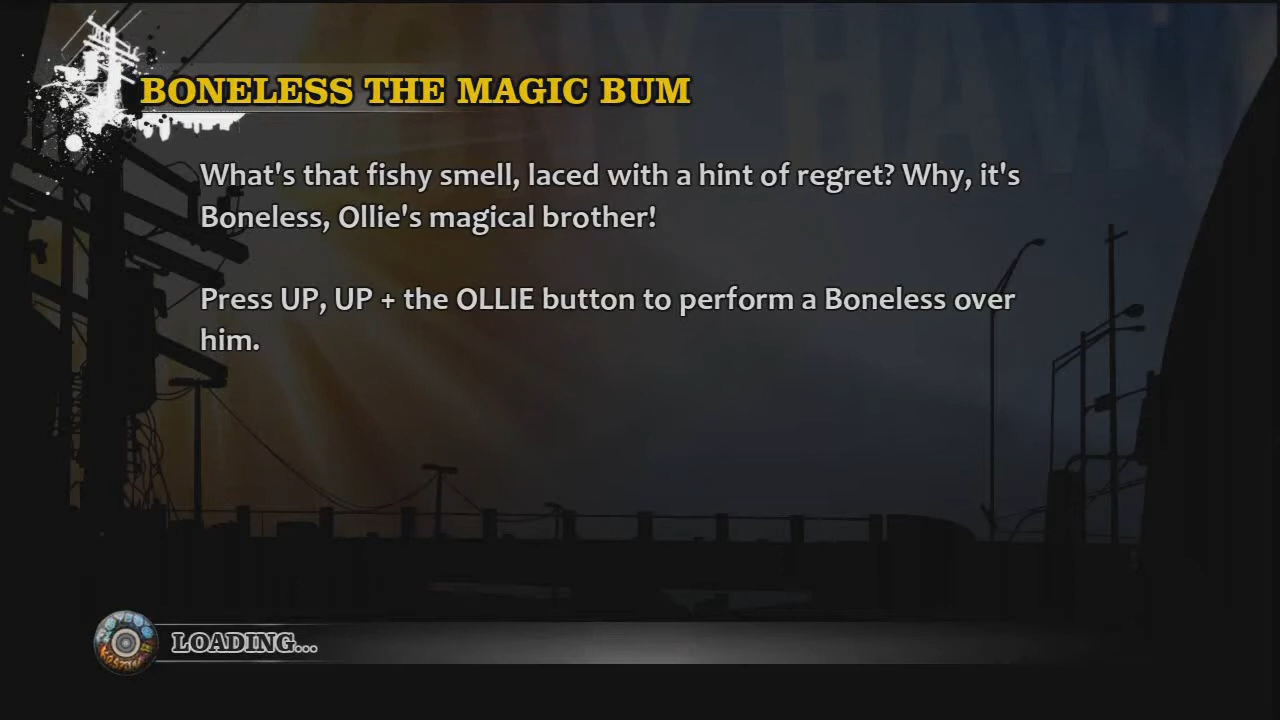 BONELESS THE MAGIC BUM
What's that fishy smell, laced with a hint of regret? Why, it's
Boneless, Ollie's magical brother!
Press UP, UP + the OLLIE button to perform a Boneless over
him.
LOADING...